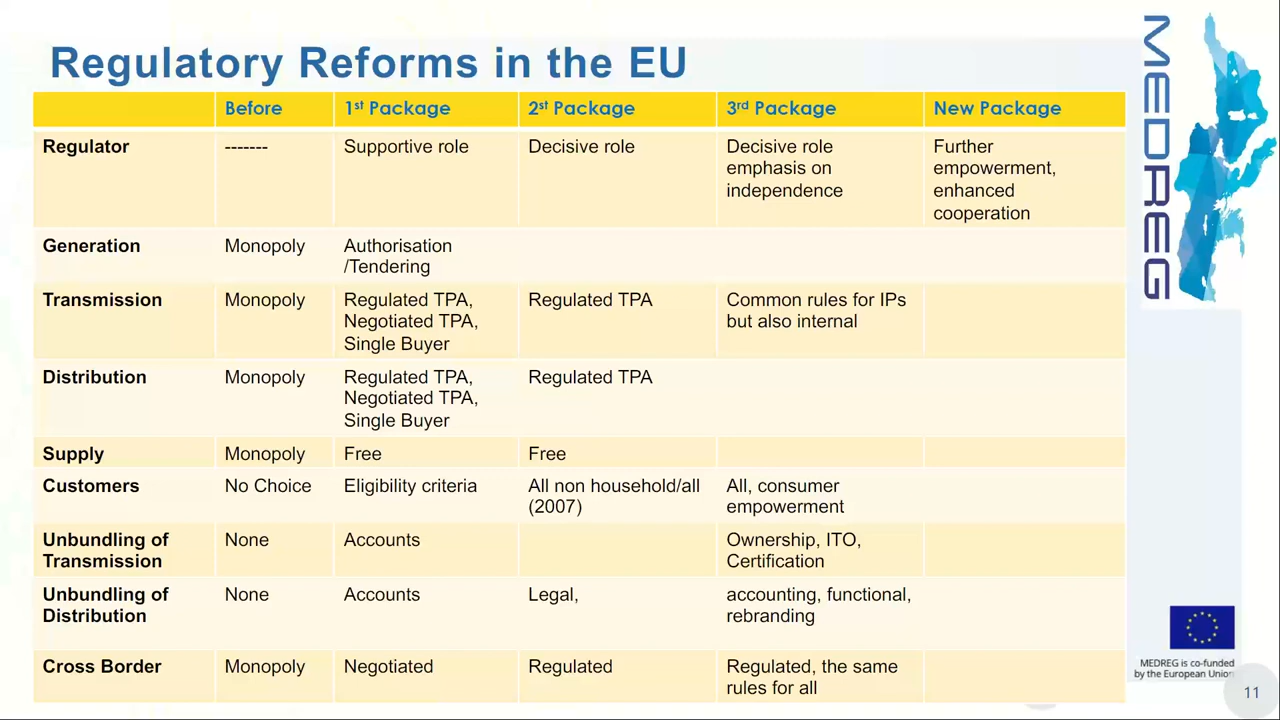 Regulatory Reforms in the EU
Before 1st Package 2st Package 3rd Package New Package
Regulator ------- Supportive role Decisive role Decisive role emphasis on independence Further empowerment, enhanced cooperation
Generation Monopoly Authorisation /Tendering
Transmission Monopoly Regulated TPA, Negotiated TPA, Single Buyer Regulated TPA Common rules for IPs but also internal
Distribution Monopoly Regulated TPA, Negotiated TPA, Single Buyer Regulated TPA
Supply Monopoly Free Free
Customers No Choice Eligibility criteria All non household/all (2007) All, consumer empowerment
Unbundling of Transmission None Accounts Ownership, ITO, Certification
Unbundling of Distribution None Accounts Legal, accounting, functional, rebranding
Cross Border Monopoly Negotiated Regulated Regulated, the same rules for all
MEDREG
MEDREG is co-funded
by the European Union
11